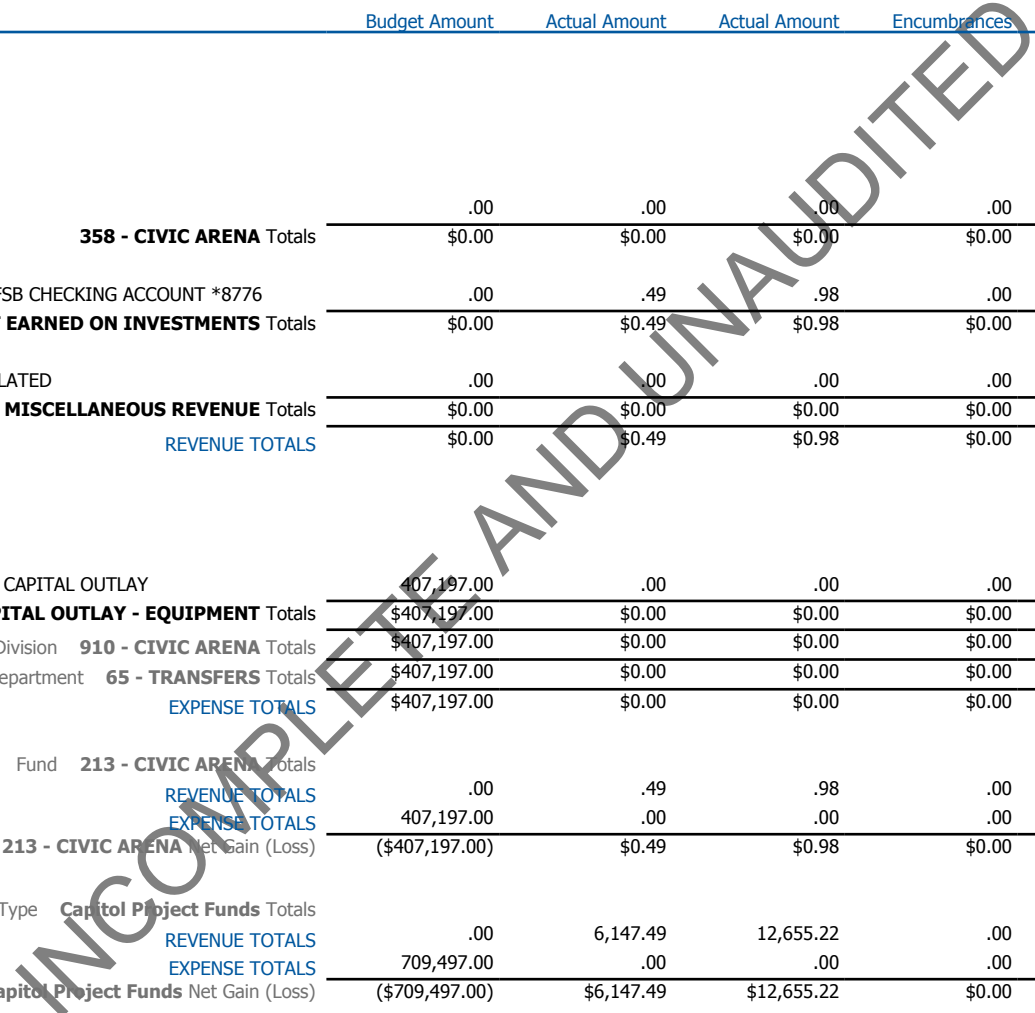 Budget Amount Actual Amount Actual Amount Encumbrances
.00 .00 .00 .00
358 - CIVIC ARENA Totals $0.00 $0.00 $0.00 $0.00
FSB CHECKING ACCOUNT *8776 .00 .49 .98 .00
EARNED ON INVESTMENTS Totals $0.00 $0.49 $0.98 $0.00
LATED .00 .00 .00 .00
MISCELLANEOUS REVENUE Totals $0.00 $0.00 $0.00 $0.00
REVENUE TOTALS $0.00 $0.49 $0.98 $0.00
CAPITAL OUTLAY 407,197.00 .00 .00 .00
PITAL OUTLAY - EQUIPMENT Totals $407,197.00 $0.00 $0.00 $0.00
Division 910 - CIVIC ARENA Totals $407,197.00 $0.00 $0.00 $0.00
epartment 65 - TRANSFERS Totals $407,197.00 $0.00 $0.00 $0.00
EXPENSE TOTALS $407,197.00 $0.00 $0.00 $0.00
Fund 213 - CIVIC ARENA Totals
REVENUE TOTALS .00 .49 .98 .00
EXPENSE TOTALS 407,197.00 .00 .00 .00
213 - CIVIC ARENA Net Gain (Loss) ($407,197.00) $0.49 $0.98 $0.00
Type Capitol Project Funds Totals
REVENUE TOTALS .00 6,147.49 12,655.22 .00
EXPENSE TOTALS 709,497.00 .00 .00 .00
apitol Project Funds Net Gain (Loss) ($709,497.00) $6,147.49 $12,655.22 $0.00
INCOMPLETE AND UNAUDITED